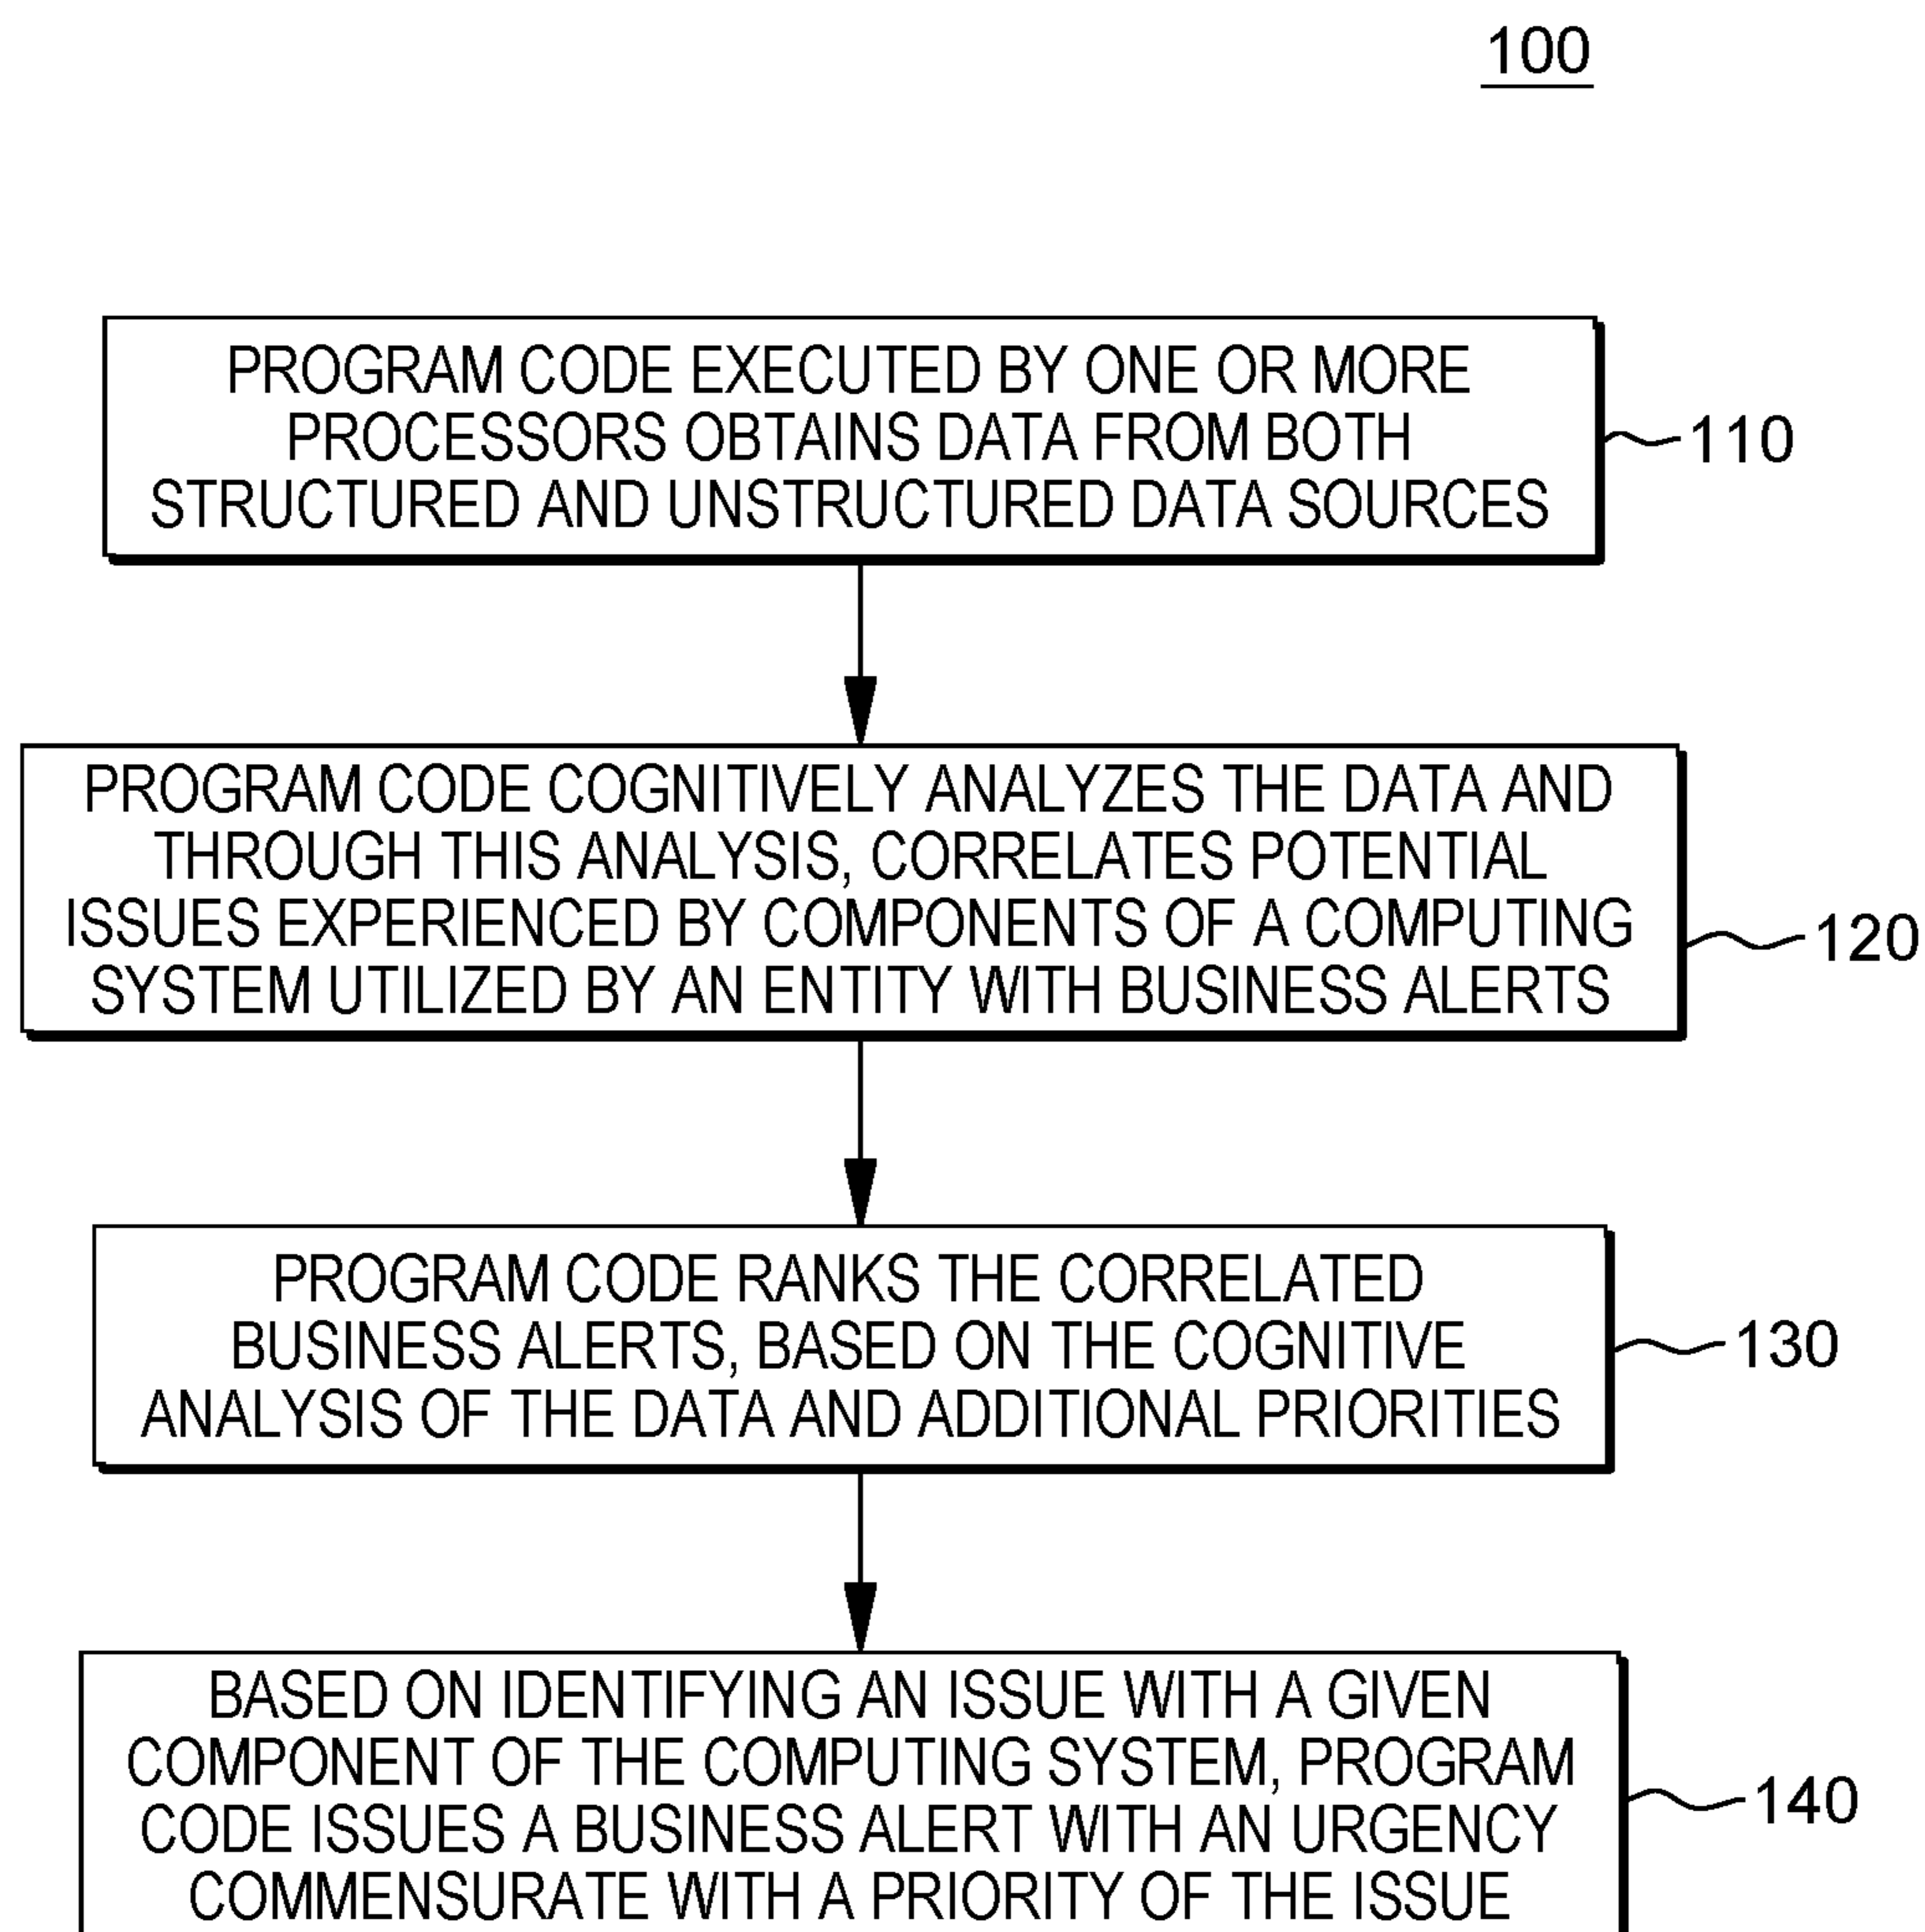 100
PROGRAM CODE EXECUTED BY ONE OR MORE
PROCESSORS OBTAINS DATA FROM BOTH
STRUCTURED AND UNSTRUCTURED DATA SOURCES
110
PROGRAM CODE COGNITIVELY ANALYZES THE DATA AND
THROUGH THIS ANALYSIS, CORRELATES POTENTIAL
ISSUES EXPERIENCED BY COMPONENTS OF A COMPUTING
SYSTEM UTILIZED BY AN ENTITY WITH BUSINESS ALERTS
120
PROGRAM CODE RANKS THE CORRELATED
BUSINESS ALERTS, BASED ON THE COGNITIVE
ANALYSIS OF THE DATA AND ADDITIONAL PRIORITIES
130
BASED ON IDENTIFYING AN ISSUE WITH A GIVEN
COMPONENT OF THE COMPUTING SYSTEM, PROGRAM
CODE ISSUES A BUSINESS ALERT WITH AN URGENCY
COMMENSURATE WITH A PRIORITY OF THE ISSUE
140